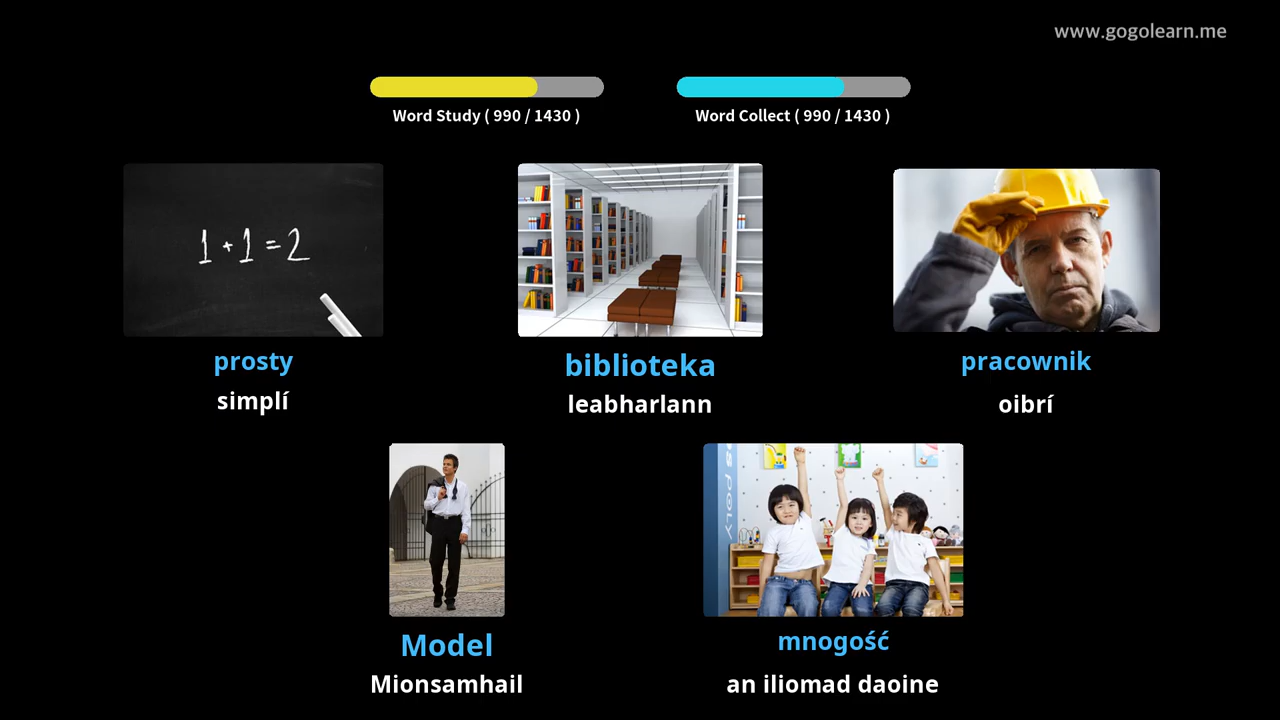 www.gogolearn.me
Word Study ( 990 / 1430 )
Word Collect ( 990 / 1430 )
1 + 1 = 2
prosty
simplí
biblioteka
leabharlann
pracownik
oibrí
Model
Mionsamhail
mnogość
an iliomad daoine